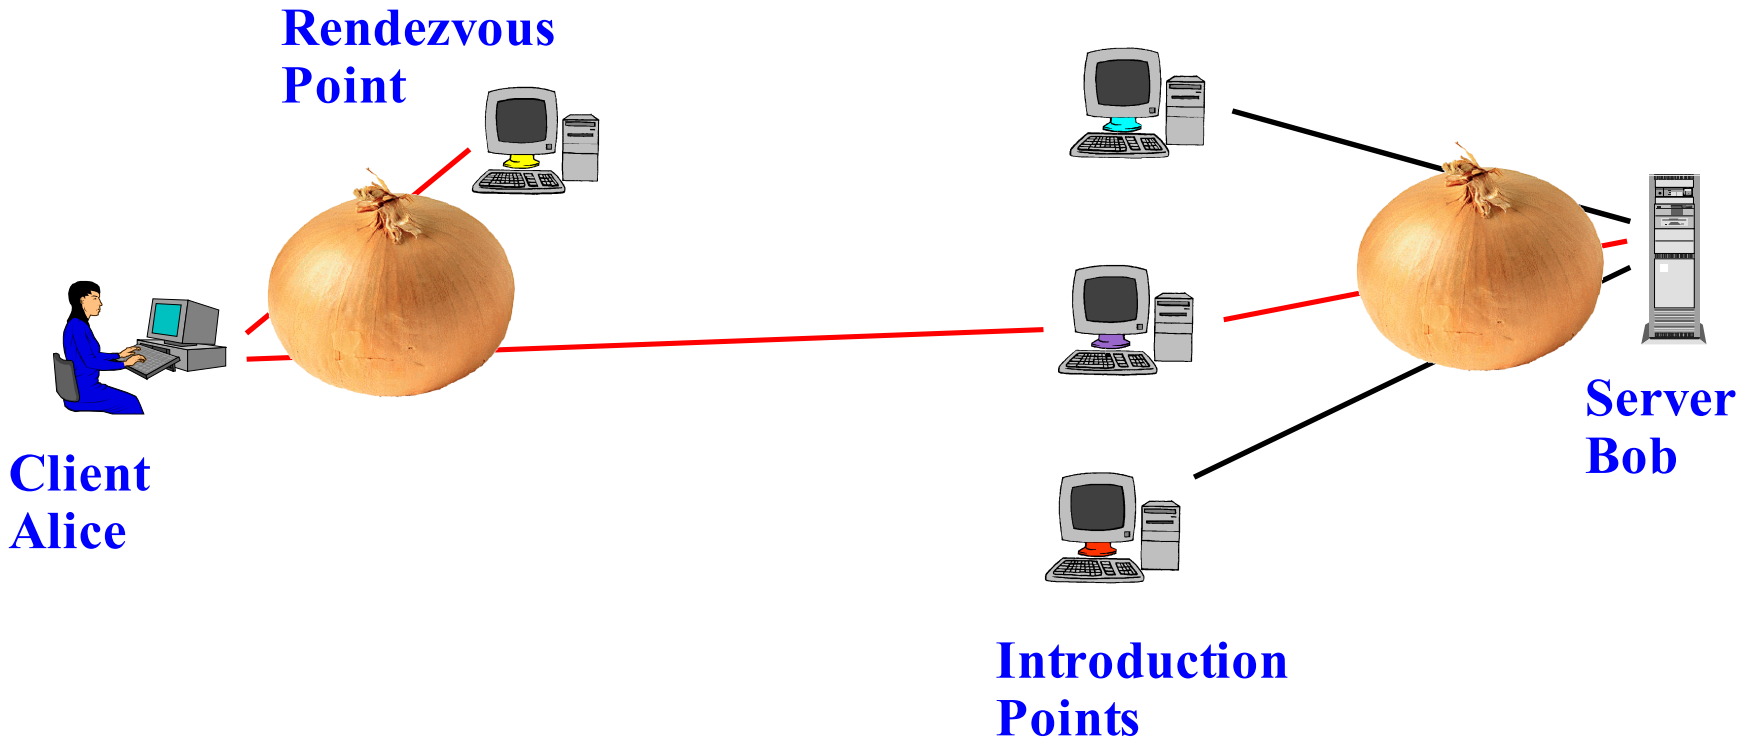 Rendezvous
Point
Client
Alice
Server
Bob
Introduction
Points